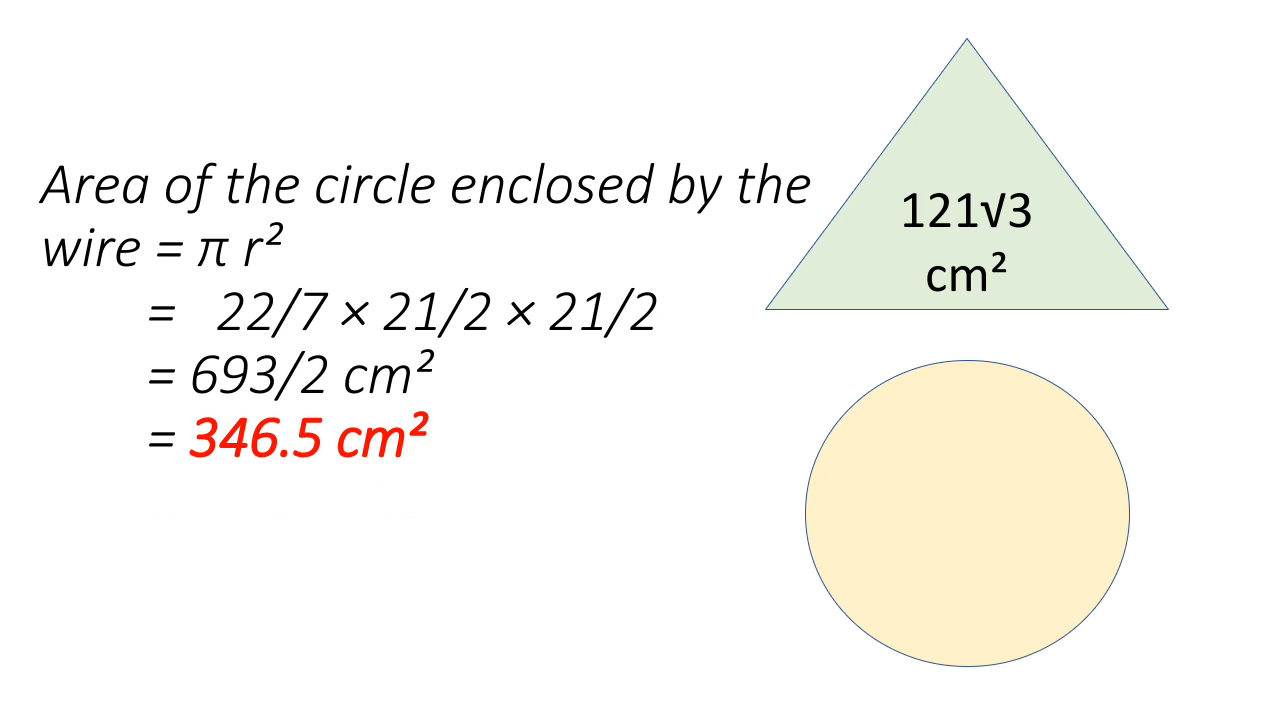 Area of the circle enclosed by the
wire = π r²
= 22/7 × 21/2 × 21/2
= 693/2 cm²
= 346.5 cm²
121√3
cm²